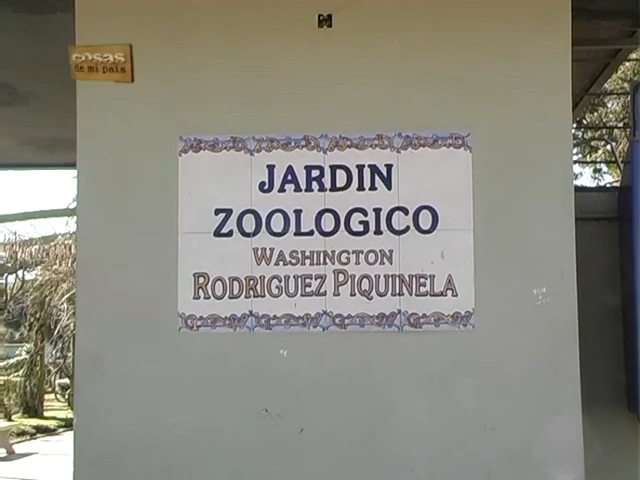 cosas
de mi país
JARDIN
ZOOLOGICO
WASHINGTON
RODRIGUEZ PIQUINELA